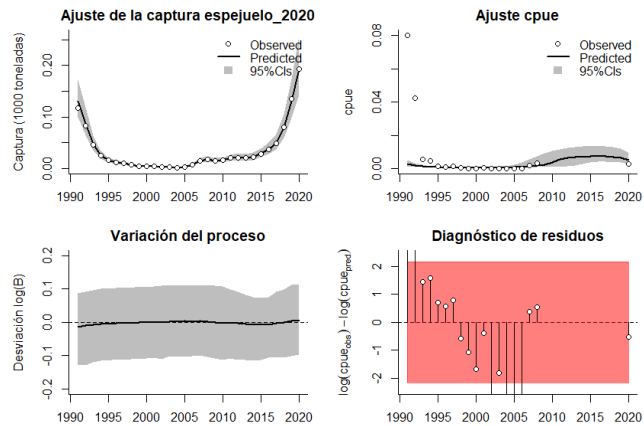 Ajuste de la captura espejuelo_2020
Captura (1000 toneladas)
0.00 0.10 0.20
Observed
Predicted
95%CIs
1990 1995 2000 2005 2010 2015 2020
Ajuste cpue
cpue
0.00 0.04 0.08
Observed
Predicted
95%CIs
1990 1995 2000 2005 2010 2015 2020
Variación del proceso
Desviación log(B)
-0.2 -0.1 0.0 0.1 0.2
1990 1995 2000 2005 2010 2015 2020
Diagnóstico de residuos
log(cpueobs) − log(cpuepred)
-2 -1 0 1 2
1990 1995 2000 2005 2010 2015 2020